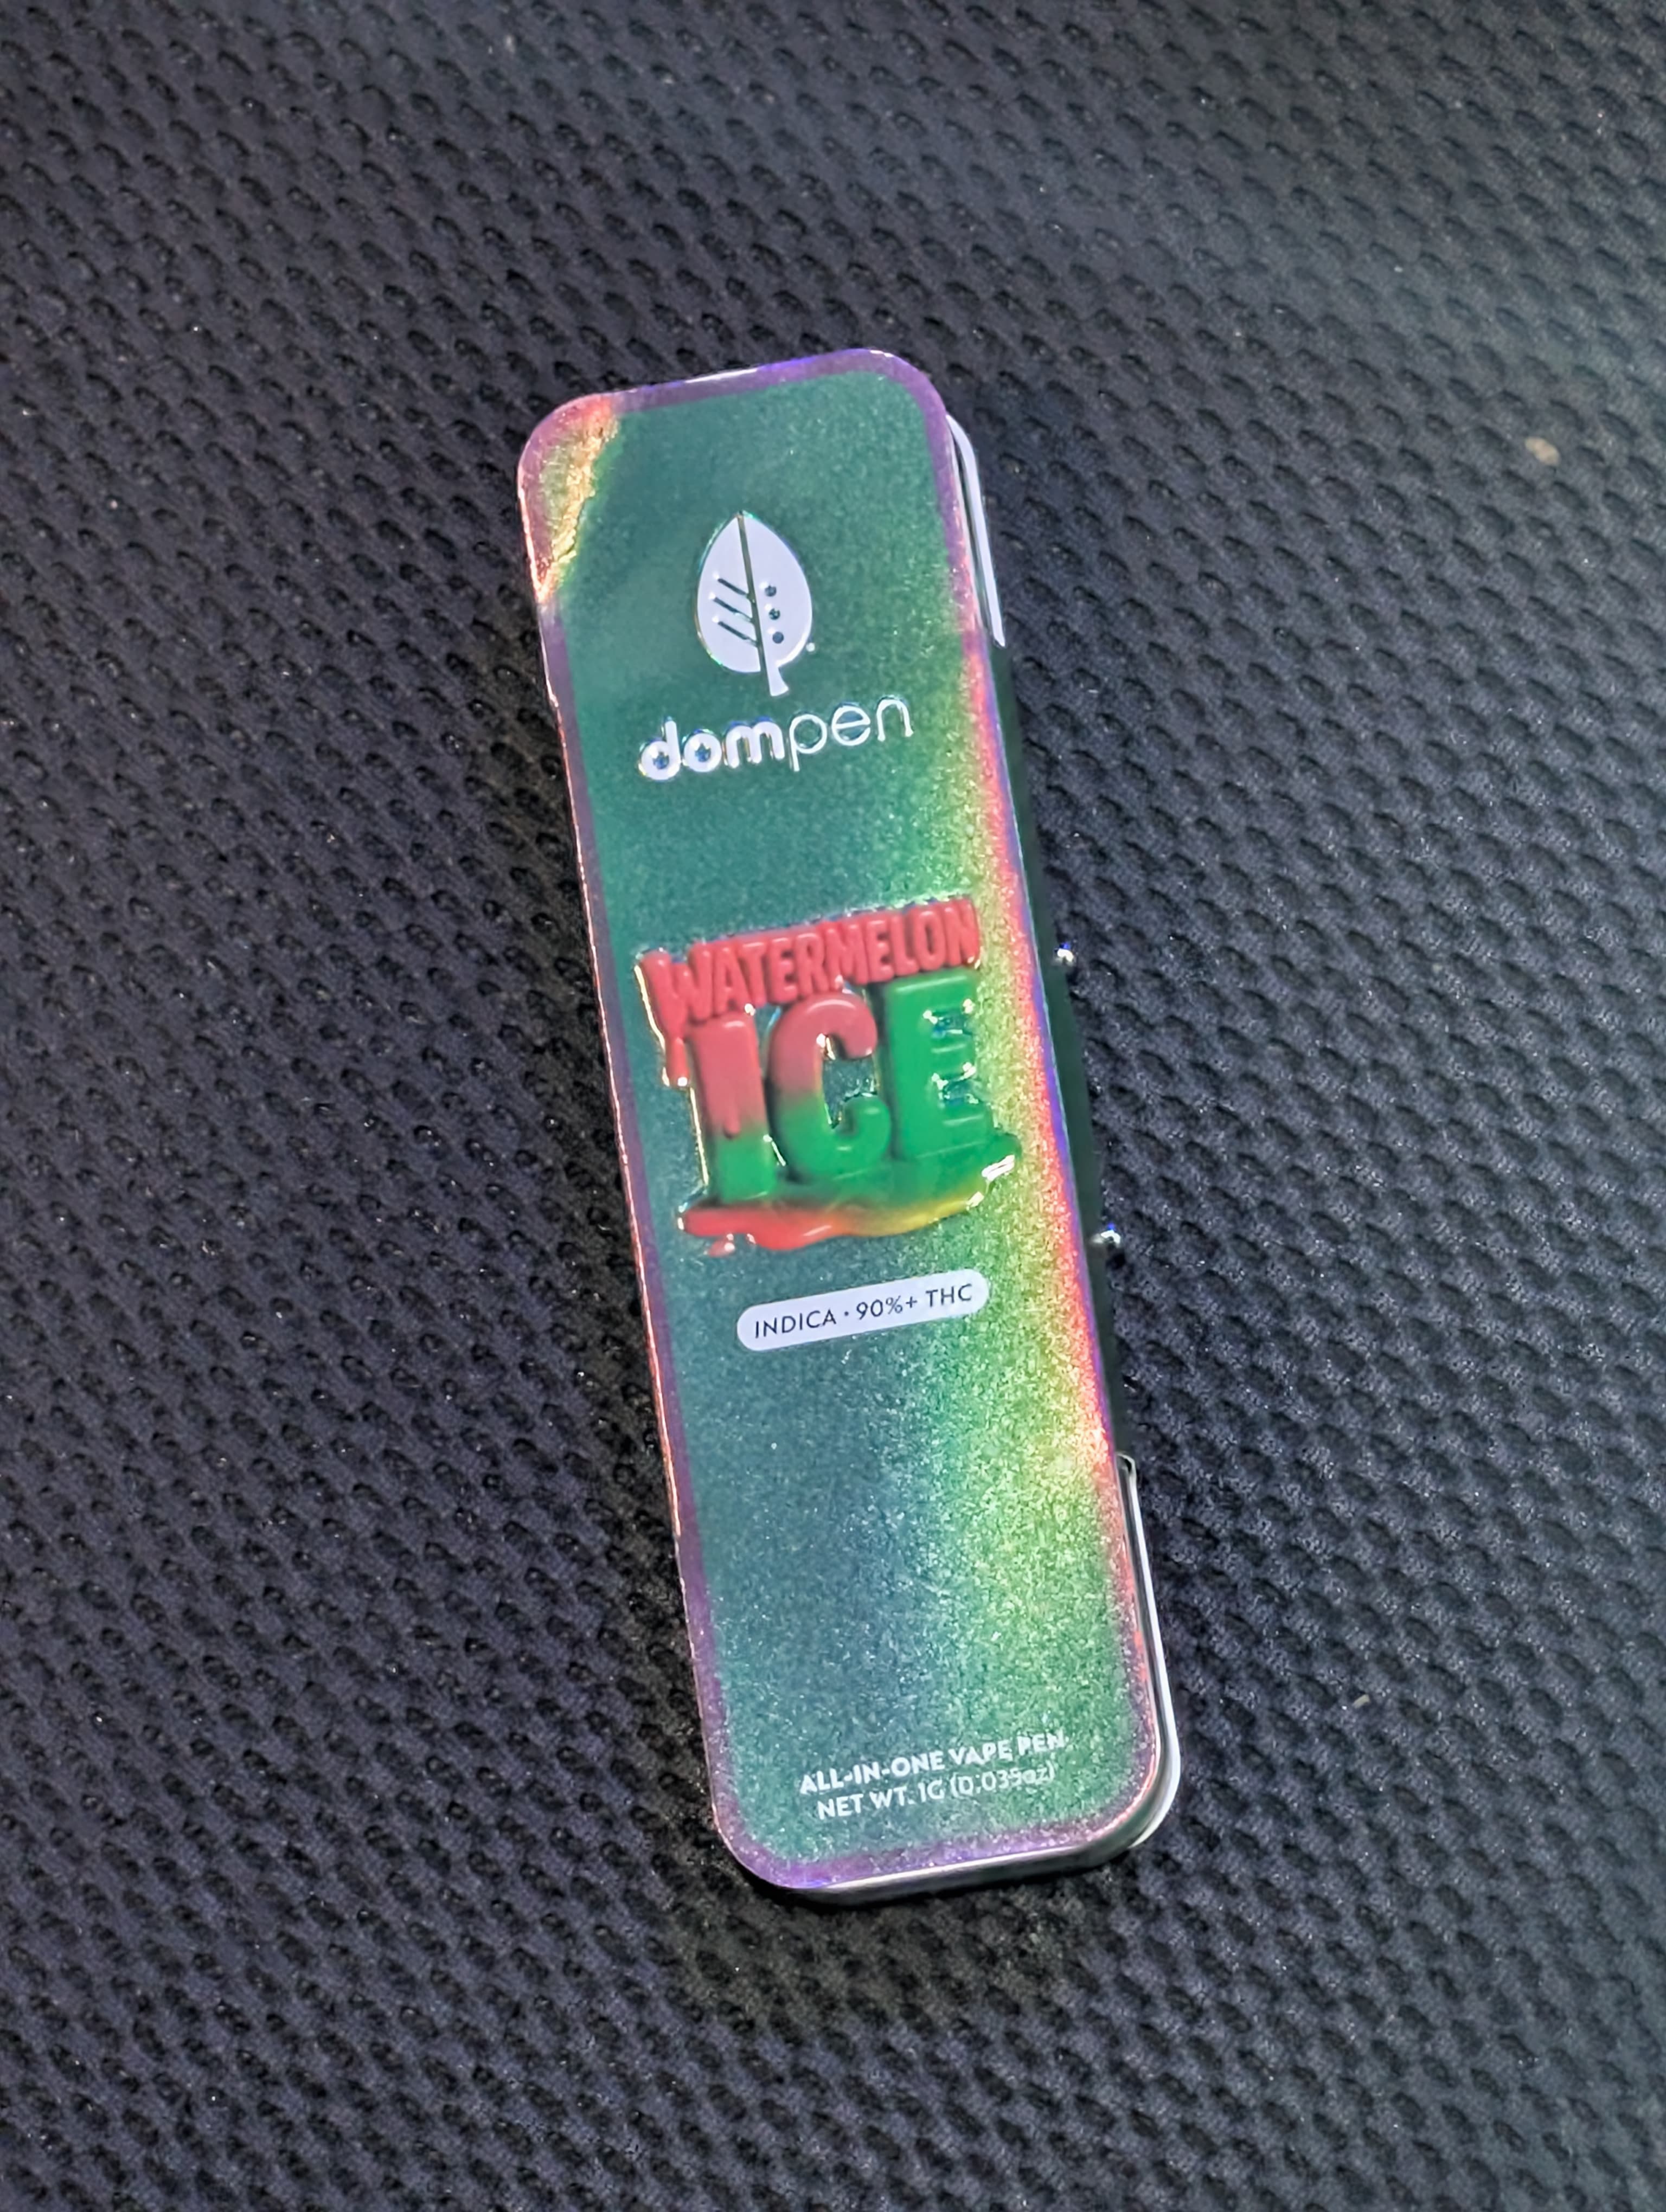 dompen
WATERMELON
ICE
INDICA • 90%+ THC
ALL-IN-ONE VAPE PEN
NET WT. 1G (0.035oz)